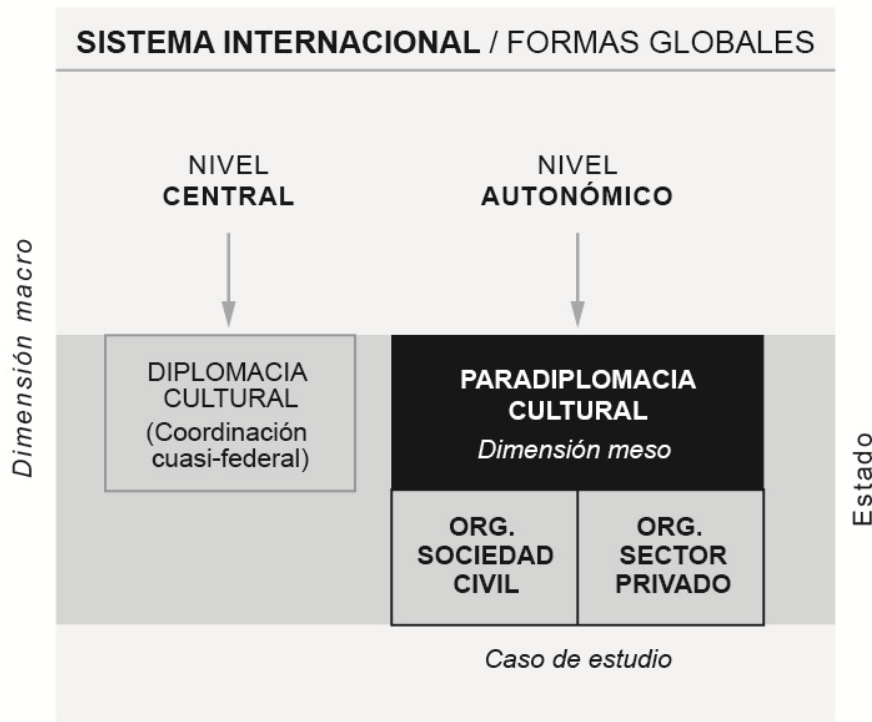 SISTEMA INTERNACIONAL / FORMAS GLOBALES
NIVEL
CENTRAL
NIVEL
AUTONÓMICO
Dimensión macro
DIPLOMACIA
CULTURAL
(Coordinación
cuasi-federal)
PARADIPLOMACIA
CULTURAL
Dimensión meso
ORG.
SOCIEDAD
CIVIL
ORG.
SECTOR
PRIVADO
Estado
Caso de estudio